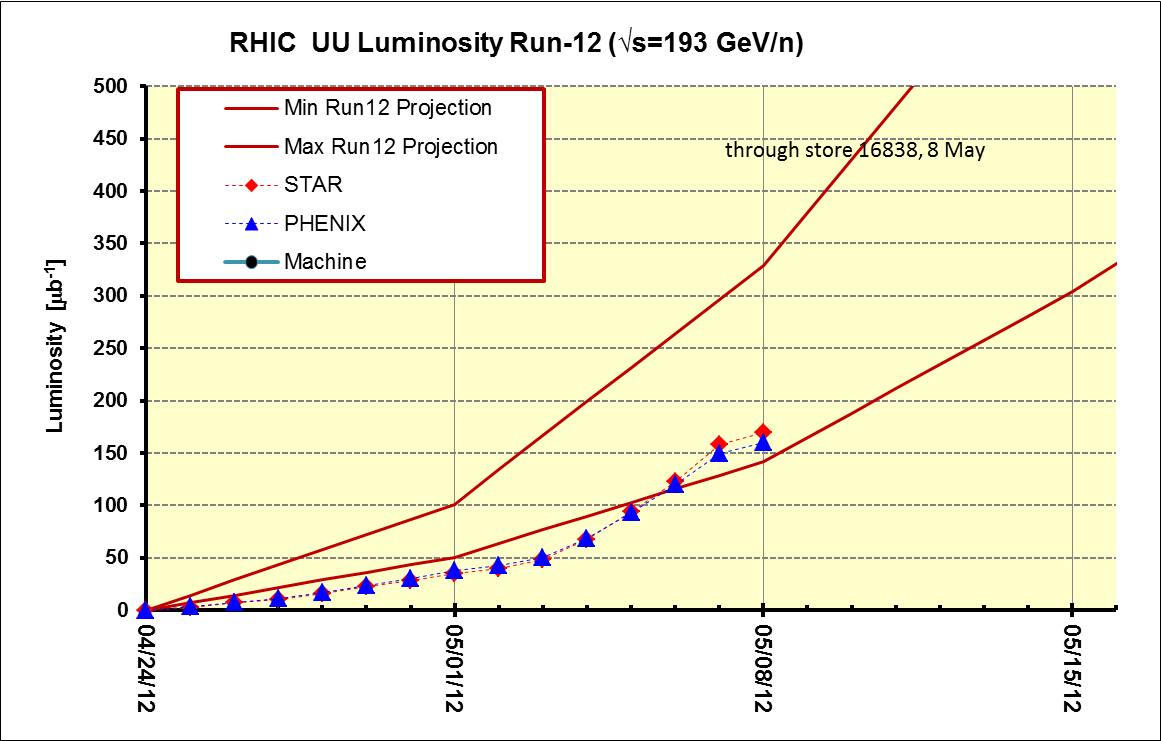 RHIC UU Luminosity Run-12 (√s=193 GeV/n)
500
450
400
350
300
250
200
150
100
50
0
Luminosity [µb-1]
Min Run12 Projection
Max Run12 Projection
STAR
PHENIX
Machine
through store 16838, 8 May
04/24/12
05/01/12
05/08/12
05/15/12